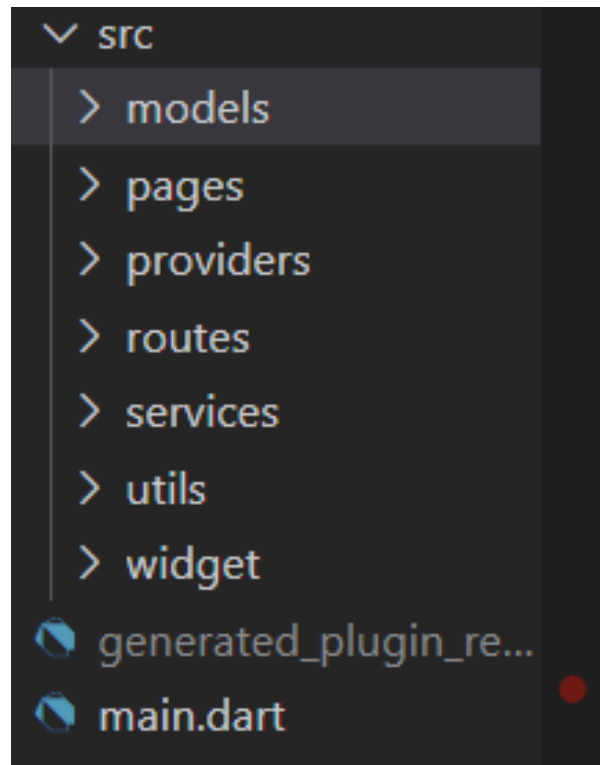 src
models
pages
providers
routes
services
utils
widget
generated_plugin_re...
main.dart